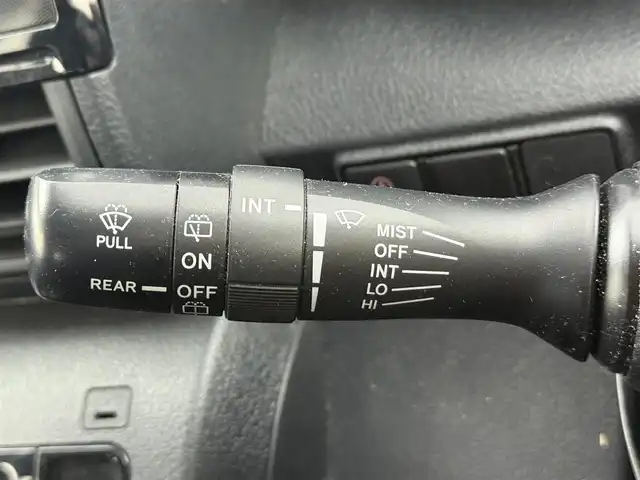 PULL
REAR
ON
OFF
INT
MIST
OFF
INT
LO
HI